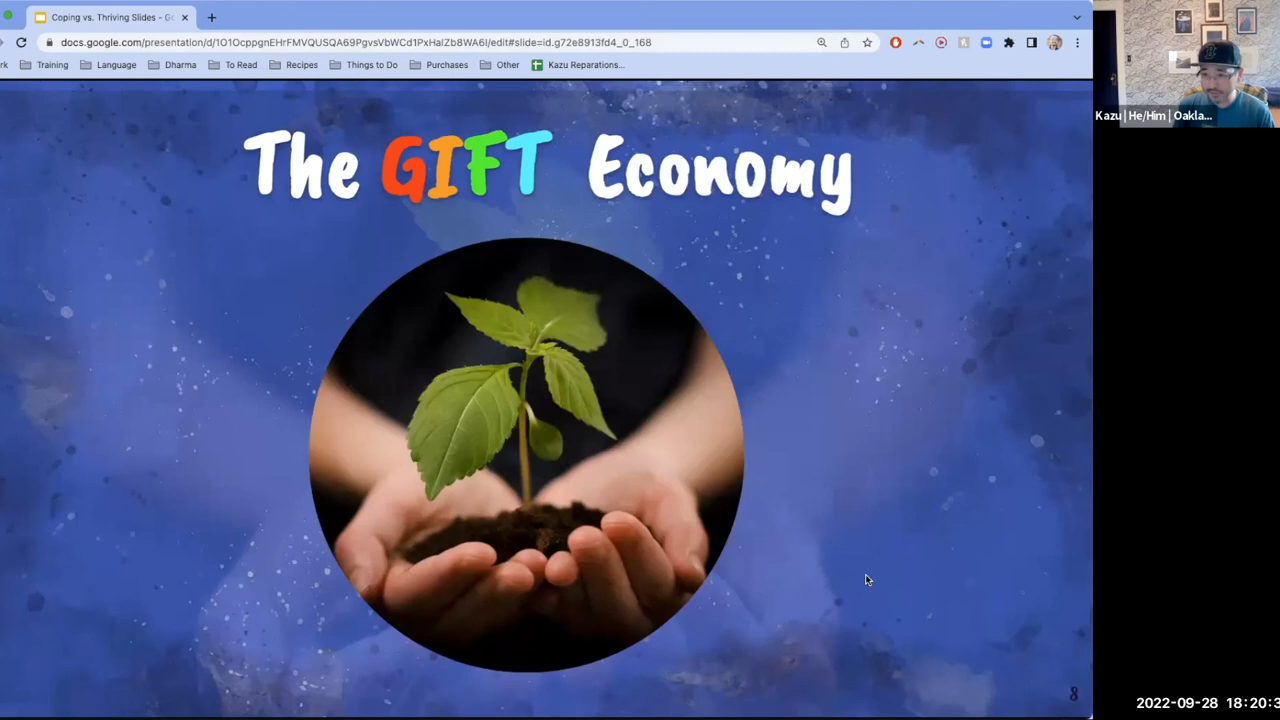 Coping vs. Thriving Slides - Go
docs.google.com/presentation/d/1O1OcppgnEHrFMVQUSQA69PgvsVbWCd1PxHaIZb8WA6I/edit#slide=id.g72e8913fd4_0_168
rk Training Language Dharma To Read Recipes Things to Do Purchases Other Kazu Reparations...
Kazu | He/Him | Oakla...
The GIFT Economy
8
2022-09-28 18:20:3